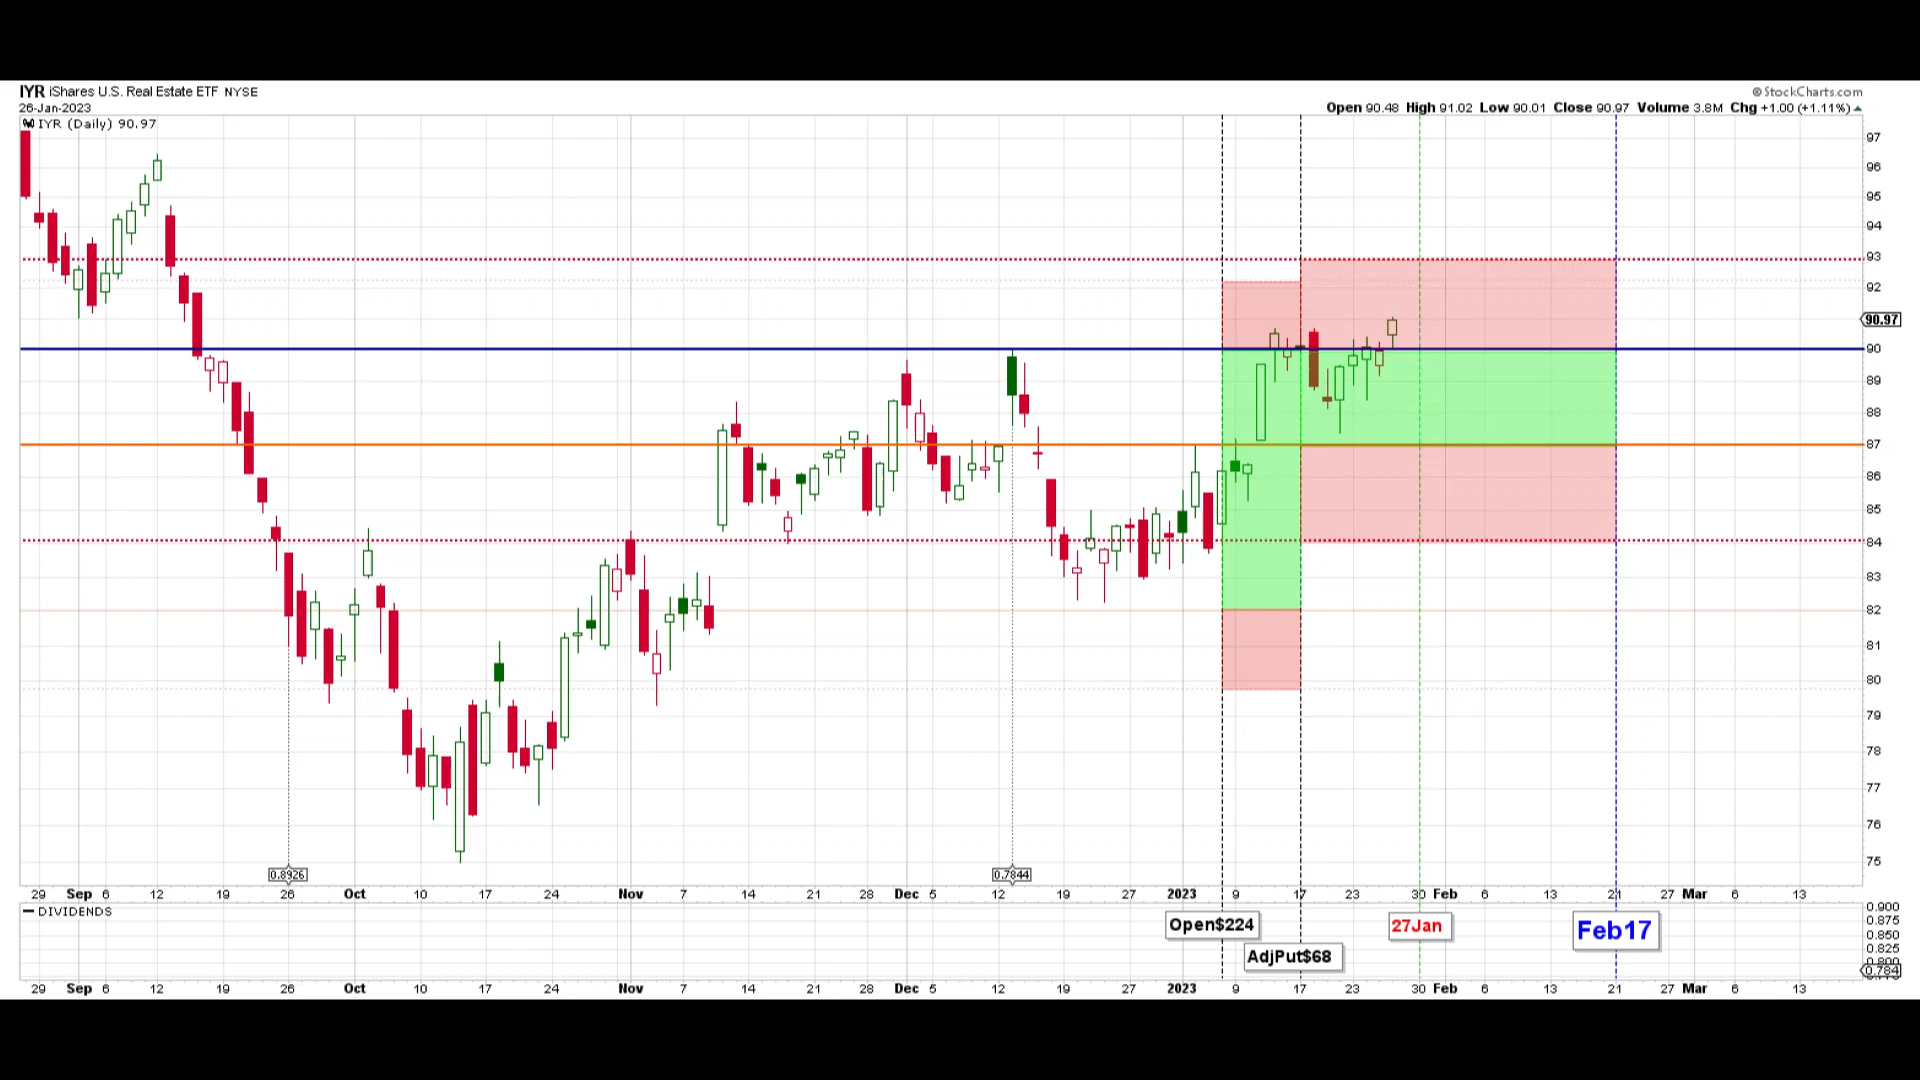 IYR iShares U.S. Real Estate ETF NYSE
© StockCharts.com
26-Jan-2023
Open 90.48 High 91.02 Low 90.01 Close 90.97 Volume 3.8M Chg +1.00 (+1.11%)
IYR (Daily) 90.97
97
96
95
94
93
92
90.97
90
89
88
87
86
85
84
83
82
81
80
79
78
77
76
75
0.8926
0.7844
29 Sep 6 12 19 26 Oct 10 17 24 Nov 7 14 21 28 Dec 5 12 19 27 2023 9 17 23 30 Feb 6 13 21 27 Mar 6 13
DIVIDENDS
0.900
0.875
0.850
0.825
0.800
0.784
Open$224
27Jan
Feb17
AdjPut$68
29 Sep 6 12 19 26 Oct 10 17 24 Nov 7 14 21 28 Dec 5 12 19 27 2023 9 17 23 30 Feb 6 13 21 27 Mar 6 13